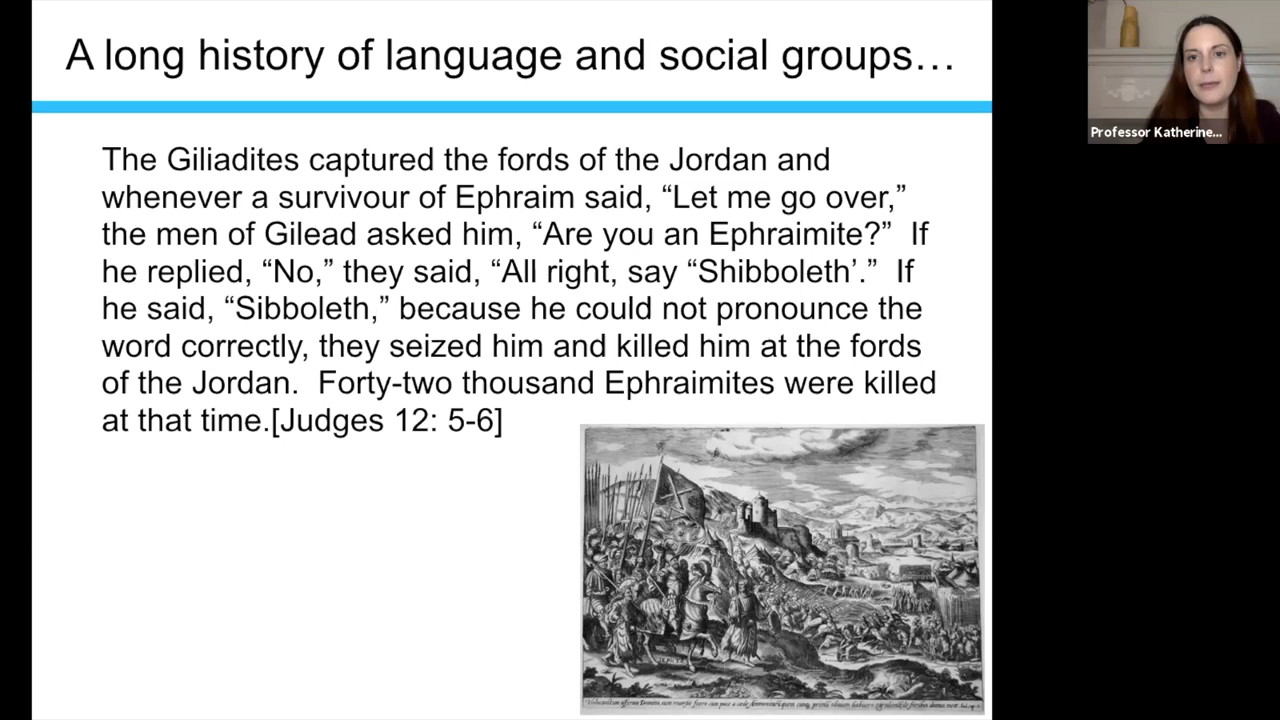 A long history of language and social groups…
The Giliadites captured the fords of the Jordan and
whenever a survivour of Ephraim said, “Let me go over,”
the men of Gilead asked him, “Are you an Ephraimite?”  If
he replied, “No,” they said, “All right, say “Shibboleth’.”  If
he said, “Sibboleth,” because he could not pronounce the
word correctly, they seized him and killed him at the fords
of the Jordan.  Forty-two thousand Ephraimites were killed
at that time.[Judges 12: 5-6]
Professor Katherine...